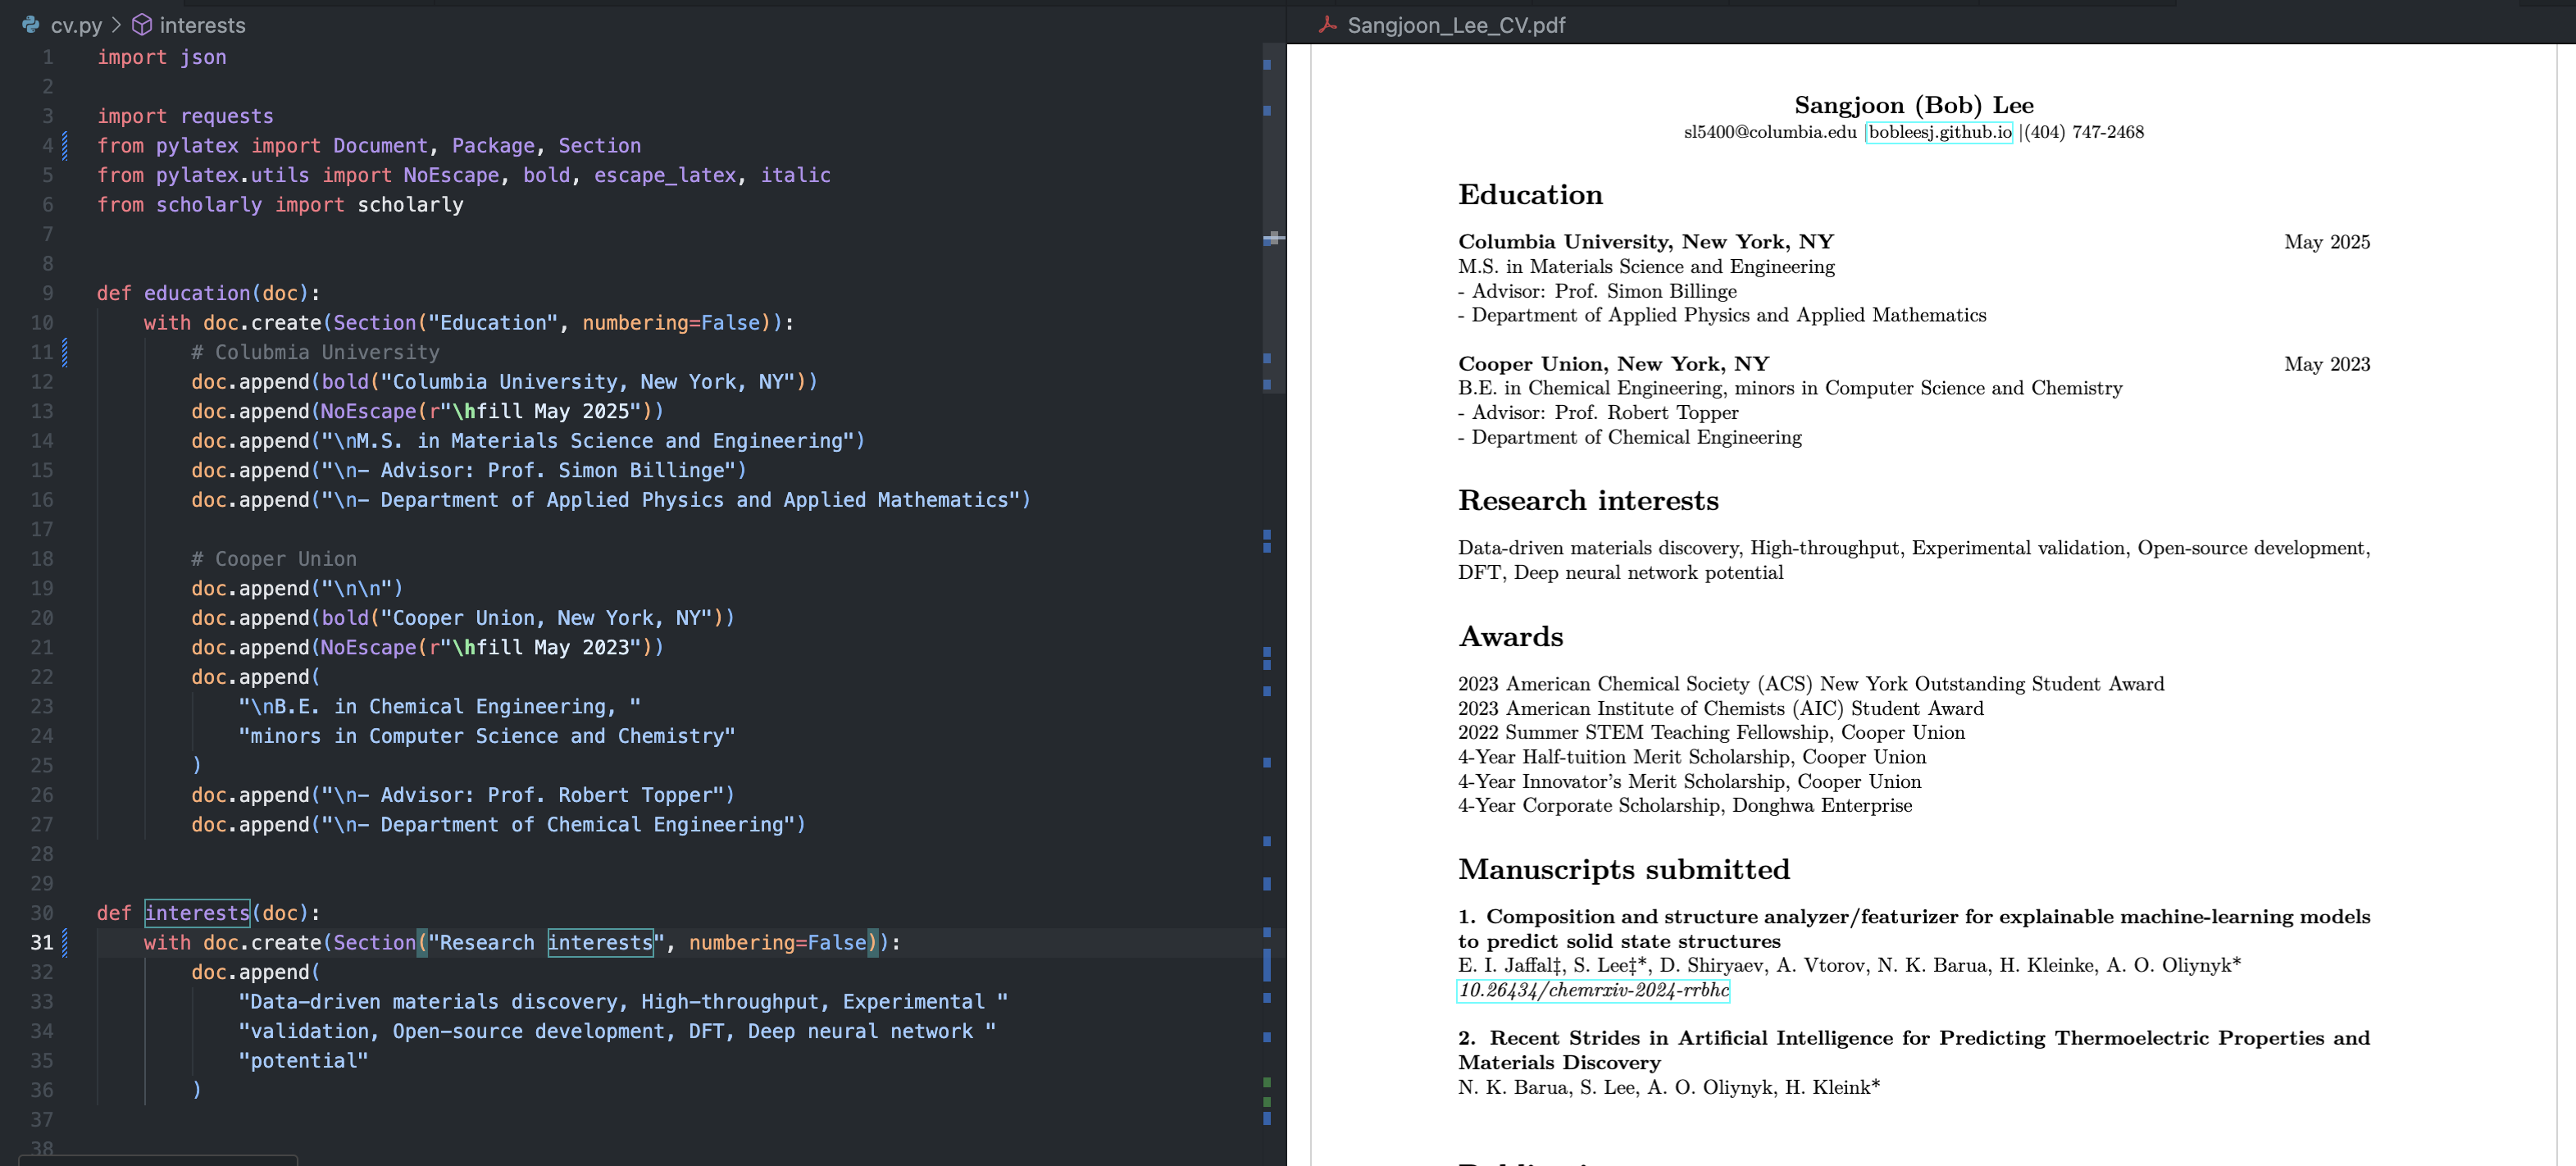 cv.py > interests
1 import json
2
3 import requests
4 from pylatex import Document, Package, Section
5 from pylatex.utils import NoEscape, bold, escape_latex, italic
6 from scholarly import scholarly
7
8
9 def education(doc):
10     with doc.create(Section("Education", numbering=False)):
11         # Colubmia University
12         doc.append(bold("Columbia University, New York, NY"))
13         doc.append(NoEscape(r"\hfill May 2025"))
14         doc.append("\nM.S. in Materials Science and Engineering")
15         doc.append("\n- Advisor: Prof. Simon Billinge")
16         doc.append("\n- Department of Applied Physics and Applied Mathematics")
17
18         # Cooper Union
19         doc.append("\n\n")
20         doc.append(bold("Cooper Union, New York, NY"))
21         doc.append(NoEscape(r"\hfill May 2023"))
22         doc.append(
23             "\nB.E. in Chemical Engineering, "
24             "minors in Computer Science and Chemistry"
25         )
26         doc.append("\n- Advisor: Prof. Robert Topper")
27         doc.append("\n- Department of Chemical Engineering")
28
29
30 def interests(doc):
31     with doc.create(Section("Research interests", numbering=False)):
32         doc.append(
33             "Data-driven materials discovery, High-throughput, Experimental "
34             "validation, Open-source development, DFT, Deep neural network "
35             "potential"
36         )
37
38
Sangjoon_Lee_CV.pdf
Sangjoon (Bob) Lee
sl5400@columbia.edu bobleesj.github.io |(404) 747-2468
Education
Columbia University, New York, NY May 2025
M.S. in Materials Science and Engineering
- Advisor: Prof. Simon Billinge
- Department of Applied Physics and Applied Mathematics
Cooper Union, New York, NY May 2023
B.E. in Chemical Engineering, minors in Computer Science and Chemistry
- Advisor: Prof. Robert Topper
- Department of Chemical Engineering
Research interests
Data-driven materials discovery, High-throughput, Experimental validation, Open-source development,
DFT, Deep neural network potential
Awards
2023 American Chemical Society (ACS) New York Outstanding Student Award
2023 American Institute of Chemists (AIC) Student Award
2022 Summer STEM Teaching Fellowship, Cooper Union
4-Year Half-tuition Merit Scholarship, Cooper Union
4-Year Innovator's Merit Scholarship, Cooper Union
4-Year Corporate Scholarship, Donghwa Enterprise
Manuscripts submitted
1. Composition and structure analyzer/featurizer for explainable machine-learning models
to predict solid state structures
E. I. Jaffal‡, S. Lee‡*, D. Shiryaev, A. Vtorov, N. K. Barua, H. Kleinke, A. O. Oliynyk*
10.26434/chemrxiv-2024-rrbhc
2. Recent Strides in Artificial Intelligence for Predicting Thermoelectric Properties and
Materials Discovery
N. K. Barua, S. Lee, A. O. Oliynyk, H. Kleink*